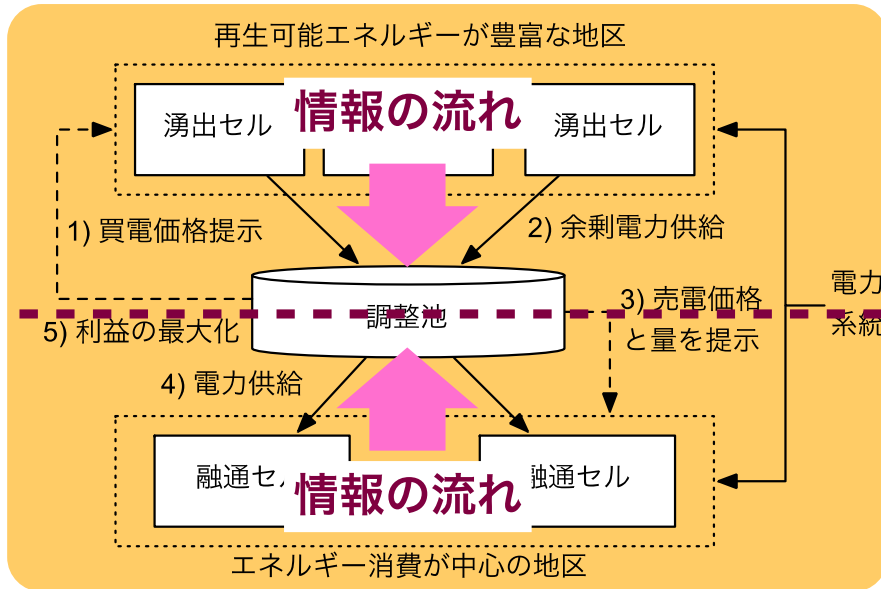 再生可能エネルギーが豊富な地区
湧出セル
情報の流れ
湧出セル
1) 買電価格提示
2) 余剰電力供給
調整池
3) 売電価格
と量を提示
電力
系統
5) 利益の最大化
4) 電力供給
融通セル
情報の流れ
融通セル
エネルギー消費が中心の地区